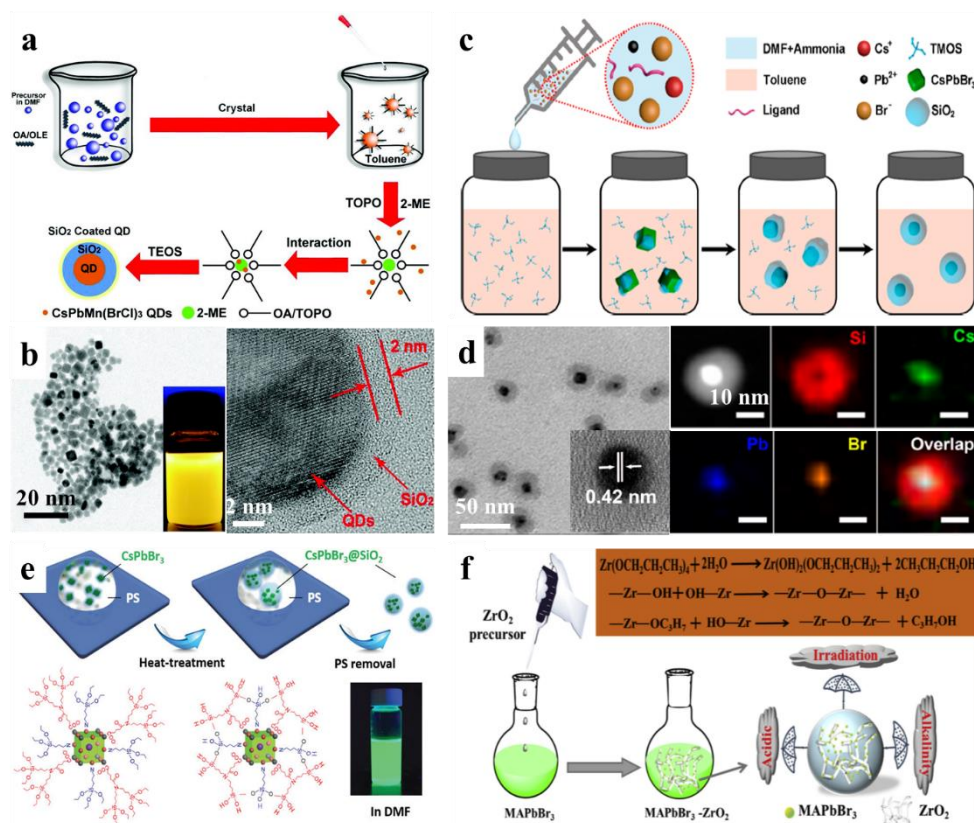 a
Precursor
in DMF
OA/OLE
Crystal
Toluene
TOPO
2-ME
SiO₂ Coated QD
SiO₂
QD
TEOS
Interaction
CsPbMn(BrCl)₃ QDs
2-ME
OA/TOPO
c
DMF+Ammonia
Toluene
Ligand
Pb²⁺
Cs⁺
Pb²⁺
Br⁻
TMOS
CsPbBr₃
SiO₂
b
20 nm
2 nm
2 nm
QDs
SiO₂
d
50 nm
0.42 nm
10 nm
Si
Cs
Pb
Br
Overlap
e
CsPbBr₃
PS
CsPbBr₃@SiO₂
PS
Heat-treatment
PS removal
In DMF
f
ZrO₂
precursor
Zr(OCH₂CH₂CH₃)₄+2H₂O → Zr(OH)₂(OCH₂CH₂CH₃)₂ + 2CH₃CH₂CH₂OH
—Zr—OH + OH—Zr → —Zr—O—Zr— + H₂O
—Zr—OC₃H₇ + HO—Zr → —Zr—O—Zr— + C₃H₇OH
Irradiation
Acidic
Alkalinity
MAPbBr₃
MAPbBr₃ -ZrO₂
MAPbBr₃
ZrO₂